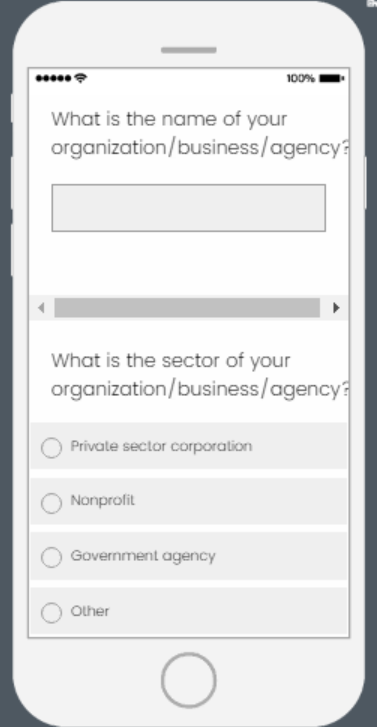 100%
What is the name of your
organization/business/agency?
What is the sector of your
organization/business/agency?
Private sector corporation
Nonprofit
Government agency
Other